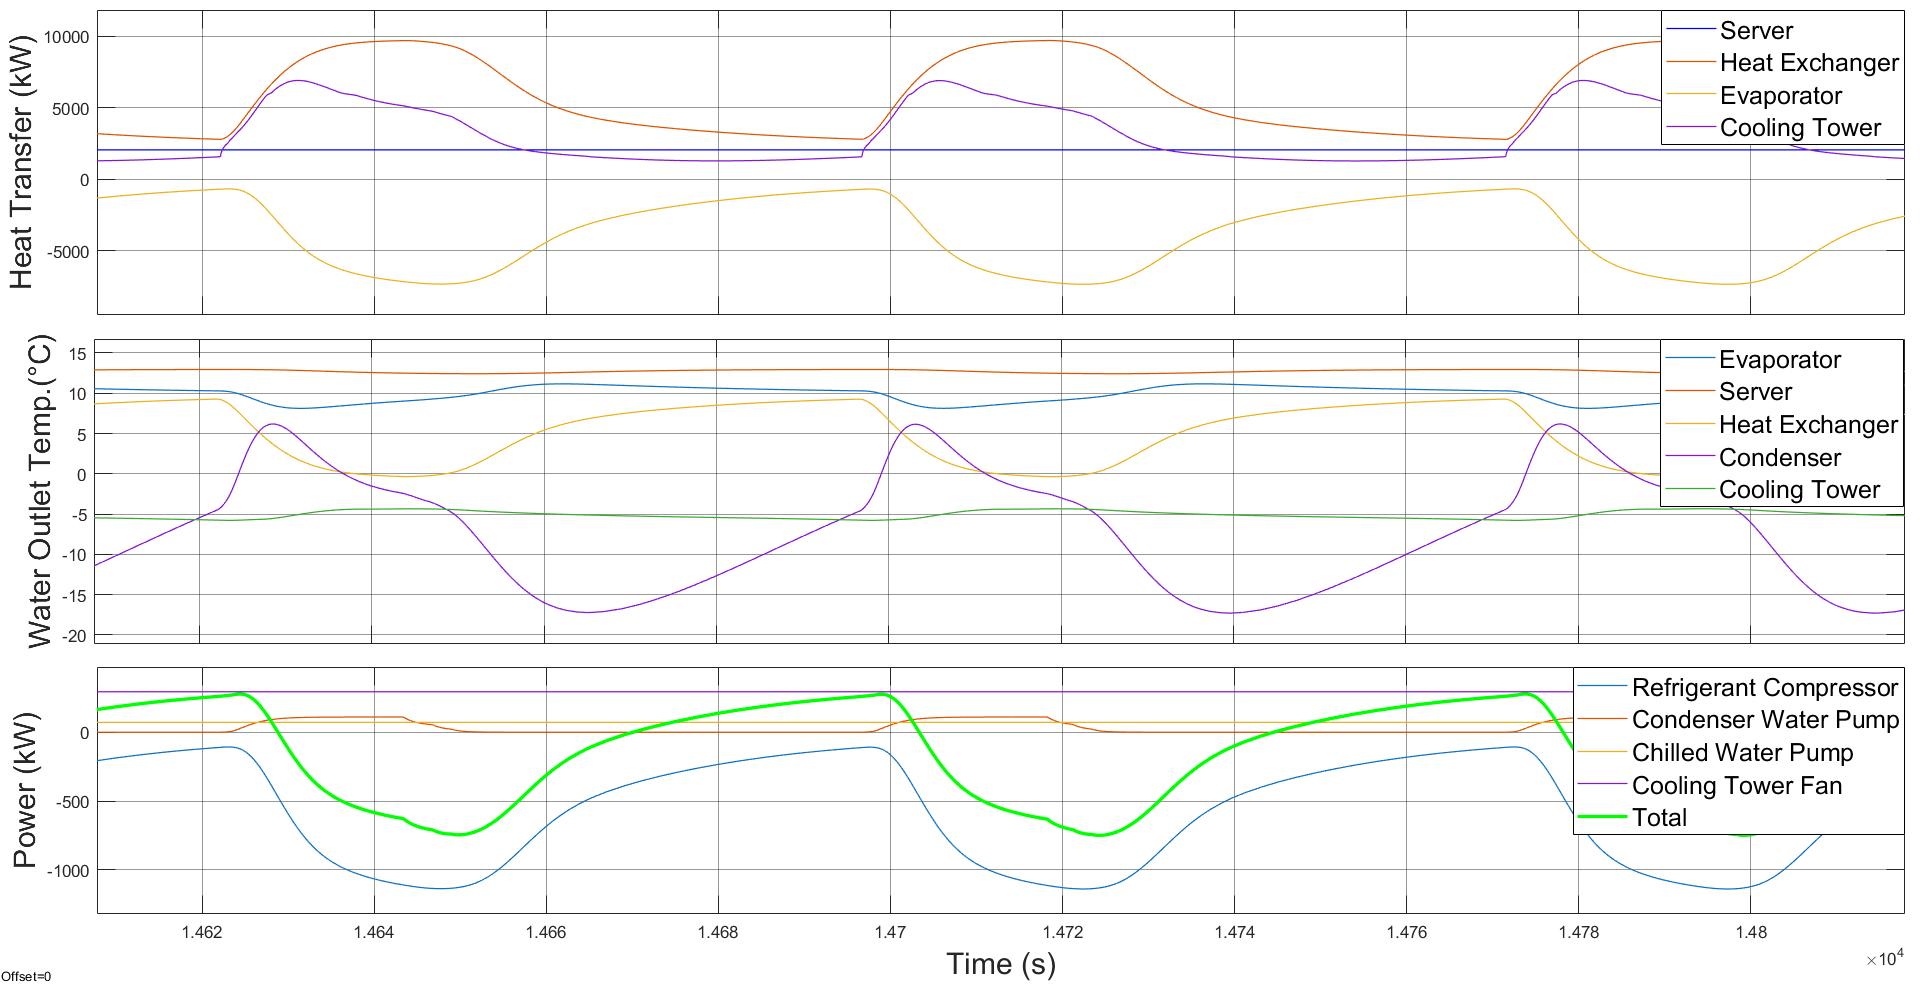 Heat Transfer (kW)
10000
5000
0
-5000
Server
Heat Exchanger
Evaporator
Cooling Tower
Water Outlet Temp.(°C)
15
10
5
0
-5
-10
-15
-20
Evaporator
Server
Heat Exchanger
Condenser
Cooling Tower
Power (kW)
0
-500
-1000
Refrigerant Compressor
Condenser Water Pump
Chilled Water Pump
Cooling Tower Fan
Total
1.462 1.464 1.466 1.468 1.47 1.472 1.474 1.476 1.478 1.48
×10⁴
Time (s)
Offset=0